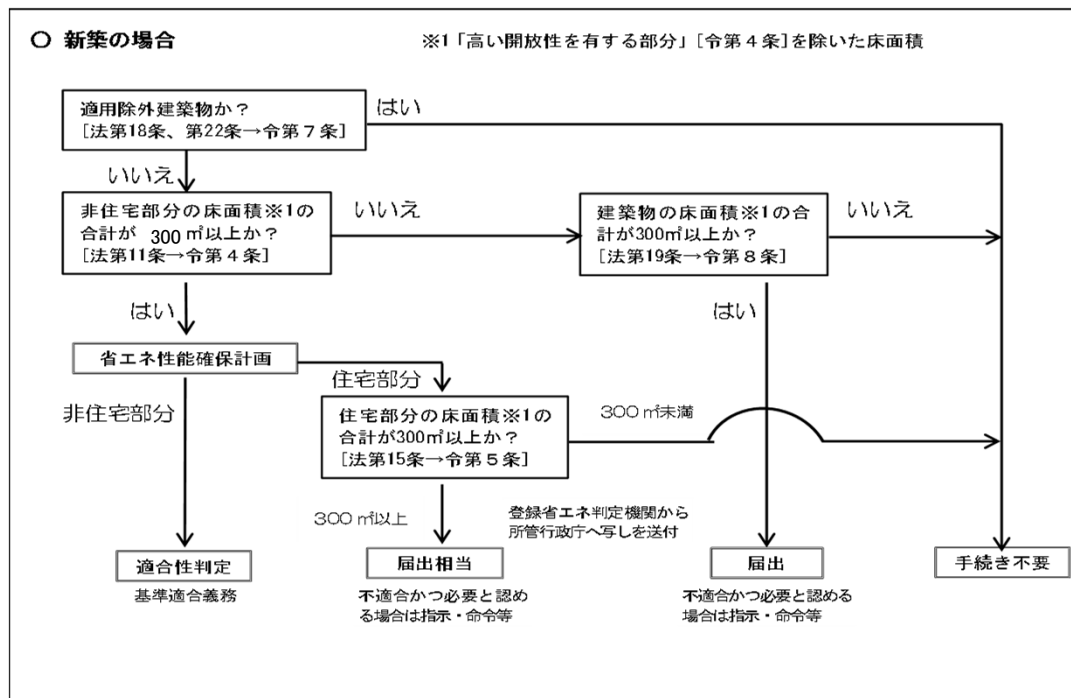 ○ 新築の場合
※1「高い開放性を有する部分」[令第4条]を除いた床面積
適用除外建築物か?
[法第18条、第22条→令第7条]
はい
いいえ
非住宅部分の床面積※1の
合計が 300 ㎡以上か?
[法第11条→令第4条]
いいえ
建築物の床面積※1の合
計が300㎡以上か?
[法第19条→令第8条]
いいえ
はい
はい
省エネ性能確保計画
住宅部分
非住宅部分
住宅部分の床面積※1の
合計が300㎡以上か?
[法第15条→令第5条]
300 ㎡未満
300 ㎡以上
登録省エネ判定機関から
所管行政庁へ写しを送付
適合性判定
基準適合義務
届出相当
不適合かつ必要と認め
る場合は指示・命令等
届出
不適合かつ必要と認める
場合は指示・命令等
手続き不要